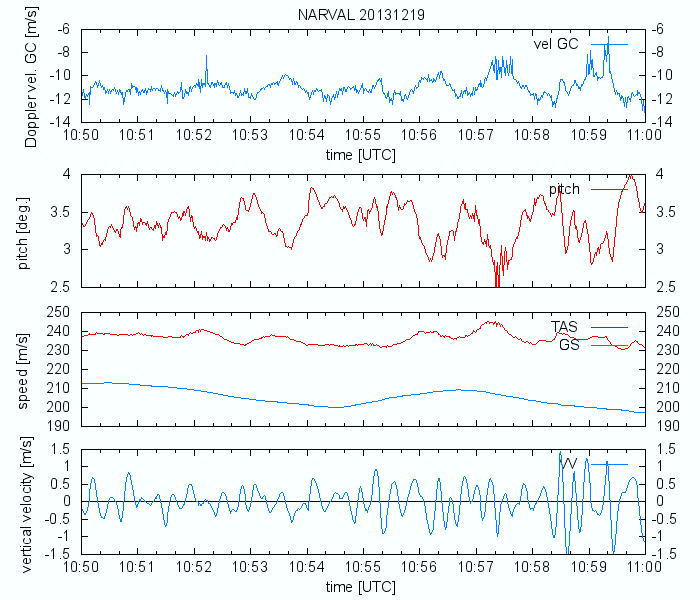 NARVAL 20131219
Doppler vel. GC [m/s]
-6 -6
-8 -8
-10 -10
-12 -12
-14 -14
vel GC
10:50 10:51 10:52 10:53 10:54 10:55 10:56 10:57 10:58 10:59 11:00
time [UTC]
pitch [deg.]
4 4
3.5 3.5
3 3
2.5 2.5
pitch
speed [m/s]
250 250
240 240
230 230
220 220
210 210
200 200
190 190
TAS
GS
vertical velocity [m/s]
1.5 1.5
1 1
0.5 0.5
0 0
-0.5 -0.5
-1 -1
-1.5 -1.5
W
10:50 10:51 10:52 10:53 10:54 10:55 10:56 10:57 10:58 10:59 11:00
time [UTC]